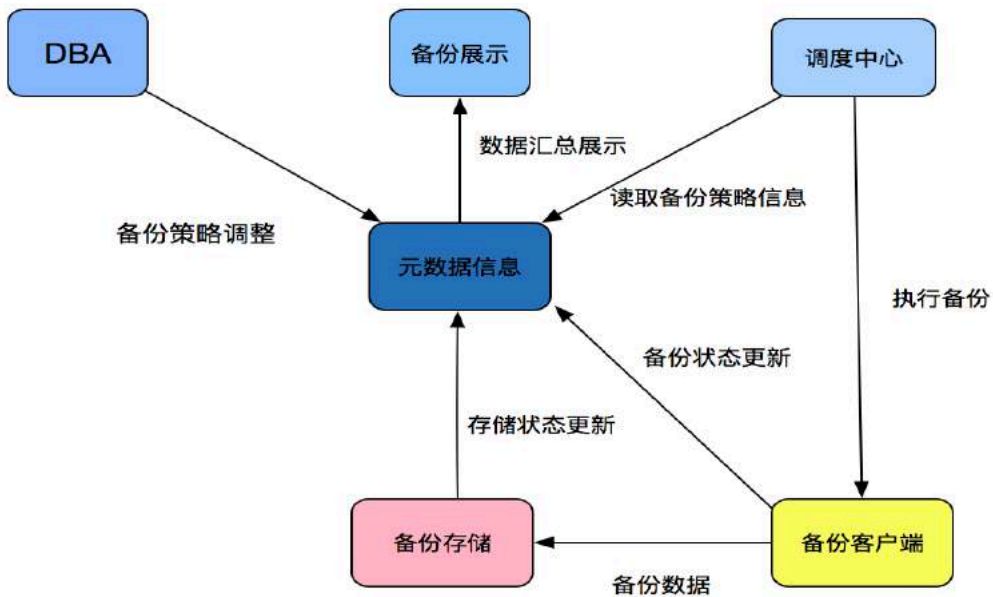 DBA
备份展示
调度中心
数据汇总展示
读取备份策略信息
备份策略调整
元数据信息
执行备份
备份状态更新
存储状态更新
备份存储
备份客户端
备份数据